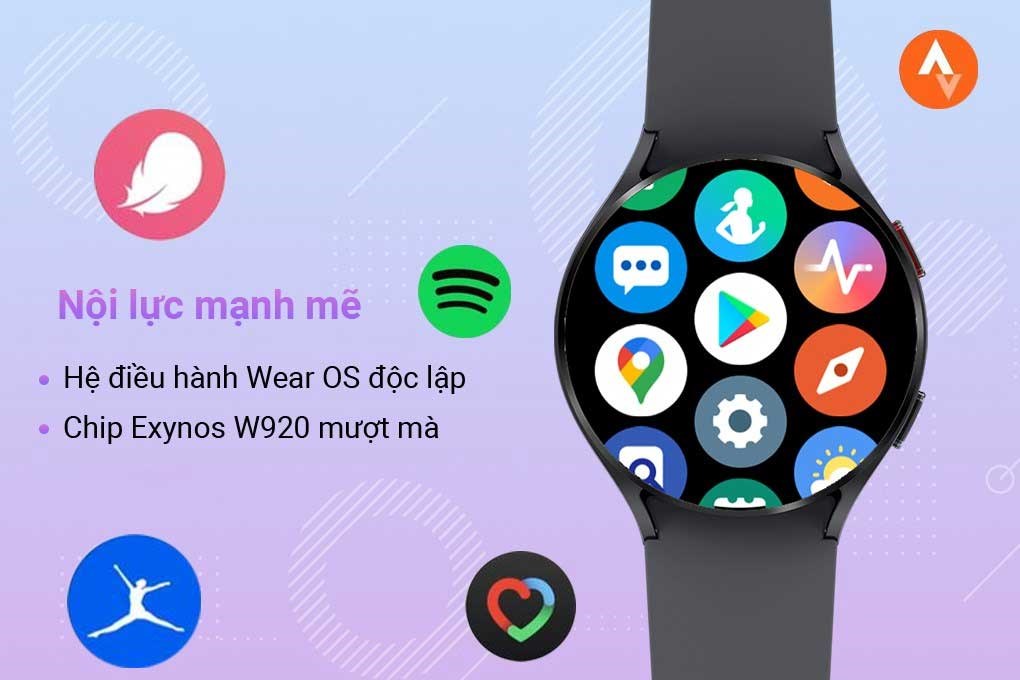 Nội lực mạnh mẽ
Hệ điều hành Wear OS độc lập
Chip Exynos W920 mượt mà